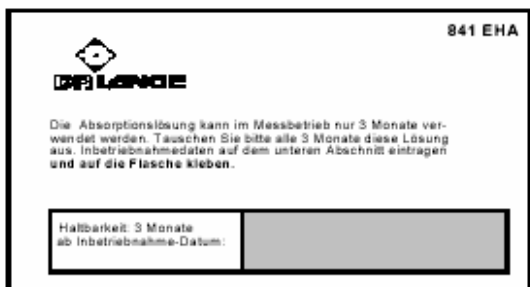 841 EHA
DR LANGE
Die Absorptionslösung kann im Messbetrieb nur 3 Monate ver-
wendet werden. Tauschen Sie bitte alle 3 Monate diese Lösung
aus. Inbetriebnahmedaten auf dem unteren Abschnitt eintragen
und auf die Flasche kleben.
Haltbarkeit: 3 Monate
ab Inbetriebnahme-Datum: